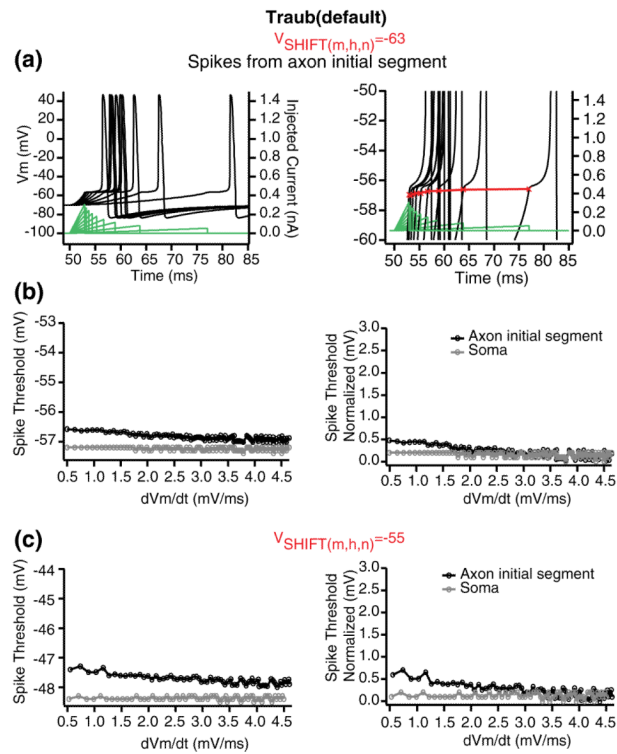 Traub(default)
V_SHIFT(m,h,n)=-63
(a)
Spikes from axon initial segment
40
20
0
-20
-40
-60
-80
-100
Vm (mV)
1.4
1.2
1.0
0.8
0.6
0.4
0.2
0.0
Injected Current (nA)
50 55 60 65 70 75 80 85
Time (ms)
-50
-52
-54
-56
-58
-60
1.4
1.2
1.0
0.8
0.6
0.4
0.2
0.0
50 55 60 65 70 75 80 85
Time (ms)
(b)
-53
-54
-55
-56
-57
Spike Threshold (mV)
0.5 1.0 1.5 2.0 2.5 3.0 3.5 4.0 4.5
dVm/dt (mV/ms)
3.0
2.5
2.0
1.5
1.0
0.5
0.0
Spike Threshold
Normalized (mV)
Axon initial segment
Soma
0.5 1.0 1.5 2.0 2.5 3.0 3.5 4.0 4.5
dVm/dt (mV/ms)
(c)
V_SHIFT(m,h,n)=-55
-44
-45
-46
-47
-48
Spike Threshold (mV)
0.5 1.0 1.5 2.0 2.5 3.0 3.5 4.0 4.5
dVm/dt (mV/ms)
3.0
2.5
2.0
1.5
1.0
0.5
0.0
Spike Threshold
Normalized (mV)
Axon initial segment
Soma
0.5 1.0 1.5 2.0 2.5 3.0 3.5 4.0 4.5
dVm/dt (mV/ms)